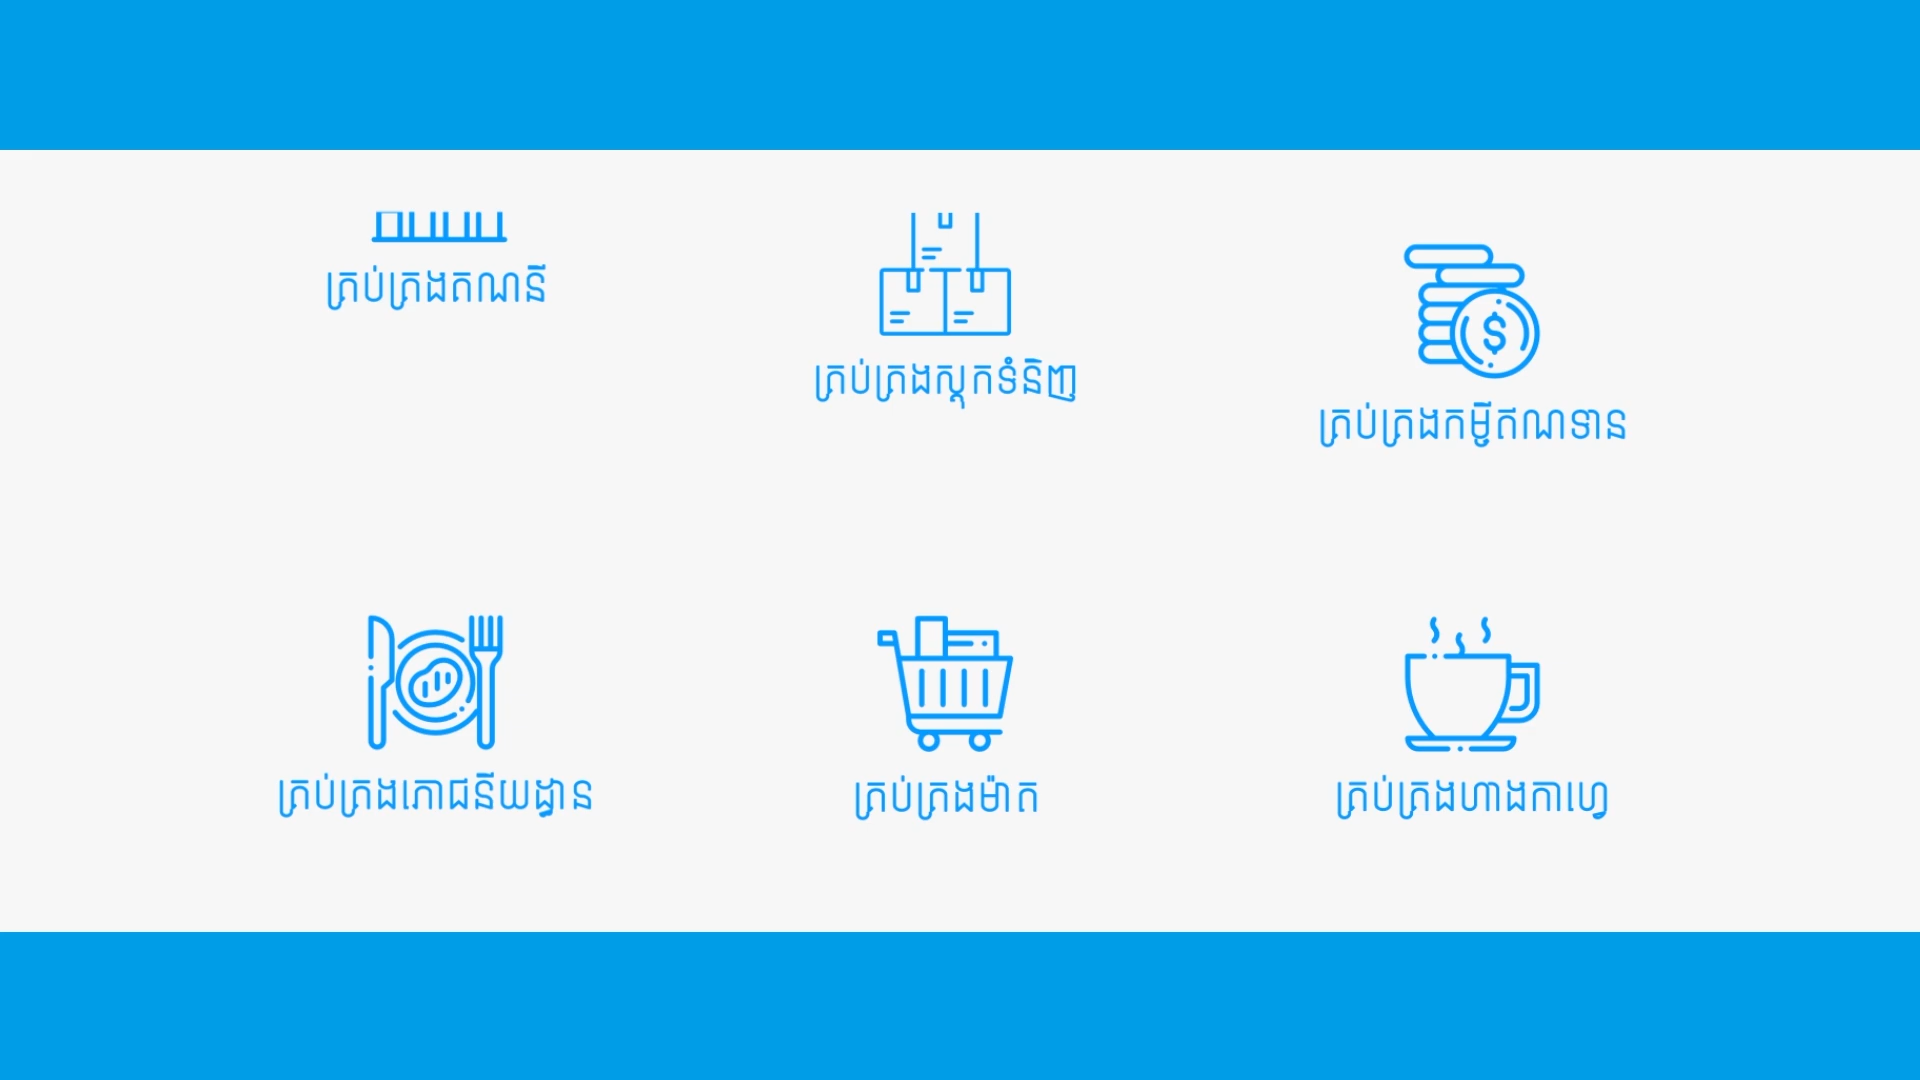 គ្រប់គ្រងគណនី
គ្រប់គ្រងស្តុកទំនិញ
គ្រប់គ្រងកម្ចីឥណទាន
គ្រប់គ្រងភោជនីយដ្ឋាន
គ្រប់គ្រងម៉ាត
គ្រប់គ្រងហាងកាហ្វេ